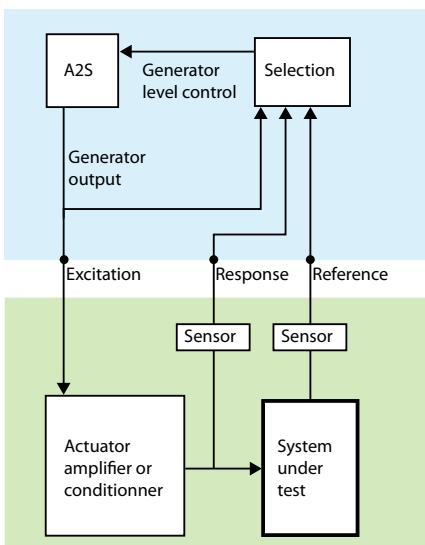 A2S
Generator
level control
Selection
Generator
output
Excitation
Response
Reference
Sensor
Sensor
Actuator
amplifier or
conditionner
System
under
test